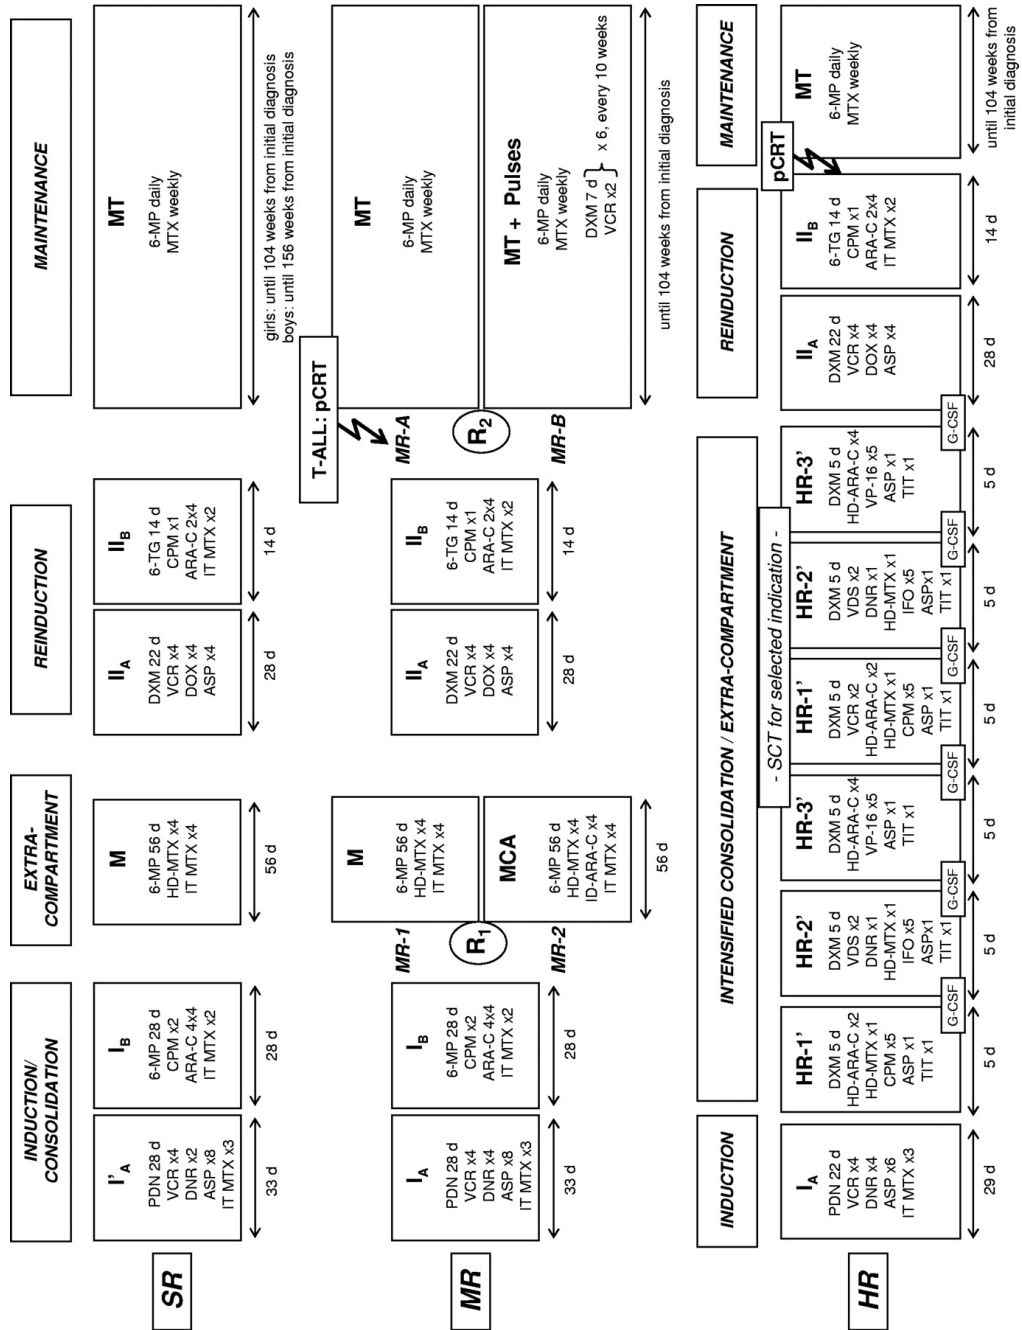 INDUCTION/
CONSOLIDATION
EXTRA-
COMPARTMENT
REINDUCTION
MAINTENANCE
SR
I'A
PDN 28 d
VCR x4
DNR x2
ASP x8
IT MTX x3
33 d
IB
6-MP 28 d
CPM x2
ARA-C 4x4
IT MTX x2
28 d
M
6-MP 56 d
HD-MTX x4
IT MTX x4
56 d
IIA
DXM 22 d
VCR x4
DOX x4
ASP x4
28 d
IIB
6-TG 14 d
CPM x1
ARA-C 2x4
IT MTX x2
14 d
MT
6-MP daily
MTX weekly
girls: until 104 weeks from initial diagnosis
boys: until 156 weeks from initial diagnosis
MR
IA
PDN 28 d
VCR x4
DNR x4
ASP x8
IT MTX x3
33 d
IB
6-MP 28 d
CPM x2
ARA-C 4x4
IT MTX x2
28 d
MR-1
R1
MR-2
M
6-MP 56 d
HD-MTX x4
IT MTX x4
MCA
6-MP 56 d
HD-MTX x4
ID-ARA-C x4
IT MTX x4
56 d
IIA
DXM 22 d
VCR x4
DOX x4
ASP x4
28 d
IIB
6-TG 14 d
CPM x1
ARA-C 2x4
IT MTX x2
14 d
T-ALL: pCRT
MR-A
R2
MR-B
MT
6-MP daily
MTX weekly
MT + Pulses
6-MP daily
MTX weekly
DXM 7 d
VCR x2
} x 6, every 10 weeks
until 104 weeks from initial diagnosis
INDUCTION
INTENSIFIED CONSOLIDATION / EXTRA-COMPARTMENT
REINDUCTION
MAINTENANCE
- SCT for selected indication -
pCRT
HR
IA
PDN 22 d
VCR x4
DNR x4
ASP x6
IT MTX x3
29 d
HR-1'
DXM 5 d
HD-ARA-C x2
HD-MTX x1
CPM x5
ASP x1
TIT x1
5 d
G-CSF
HR-2'
DXM 5 d
VDS x2
DNR x1
HD-MTX x1
IFO x5
ASPx1
TIT x1
5 d
G-CSF
HR-3'
DXM 5 d
HD-ARA-C x4
VP-16 x5
ASP x1
TIT x1
5 d
G-CSF
HR-1'
DXM 5 d
VCR x2
HD-ARA-C x2
HD-MTX x1
CPM x5
ASP x1
TIT x1
5 d
G-CSF
HR-2'
DXM 5 d
VDS x2
DNR x1
HD-MTX x1
IFO x5
ASPx1
TIT x1
5 d
G-CSF
HR-3'
DXM 5 d
HD-ARA-C x4
VP-16 x5
ASP x1
TIT x1
5 d
G-CSF
IIA
DXM 22 d
VCR x4
DOX x4
ASP x4
28 d
IIB
6-TG 14 d
CPM x1
ARA-C 2x4
IT MTX x2
14 d
MT
6-MP daily
MTX weekly
until 104 weeks from
initial diagnosis